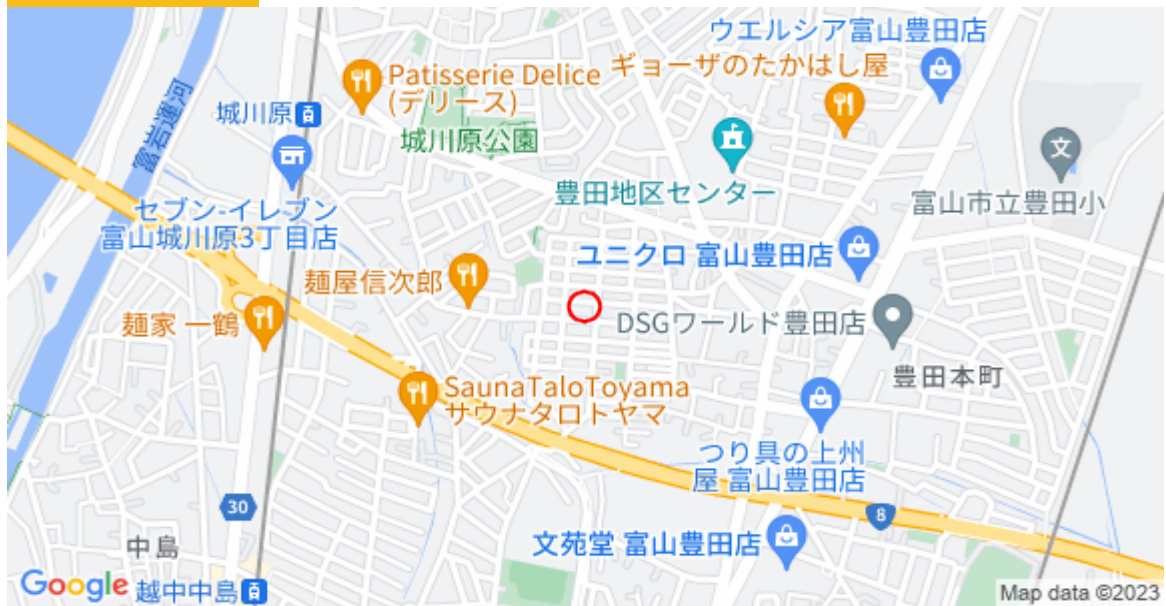 ウエルシア富山豊田店
Patisserie Delice
(デリース)
ギョーザのたかはし屋
城川原
城川原公園
富岩運河
豊田地区センター
文
富山市立豊田小
セブン-イレブン
富山城川原3丁目店
ユニクロ 富山豊田店
麺屋信次郎
麺家 一鶴
DSGワールド豊田店
豊田本町
SaunaTaloToyama
サウナタロトヤマ
つり具の上州
屋 富山豊田店
30
8
文苑堂 富山豊田店
中島
Google
越中中島
Map data ©2023